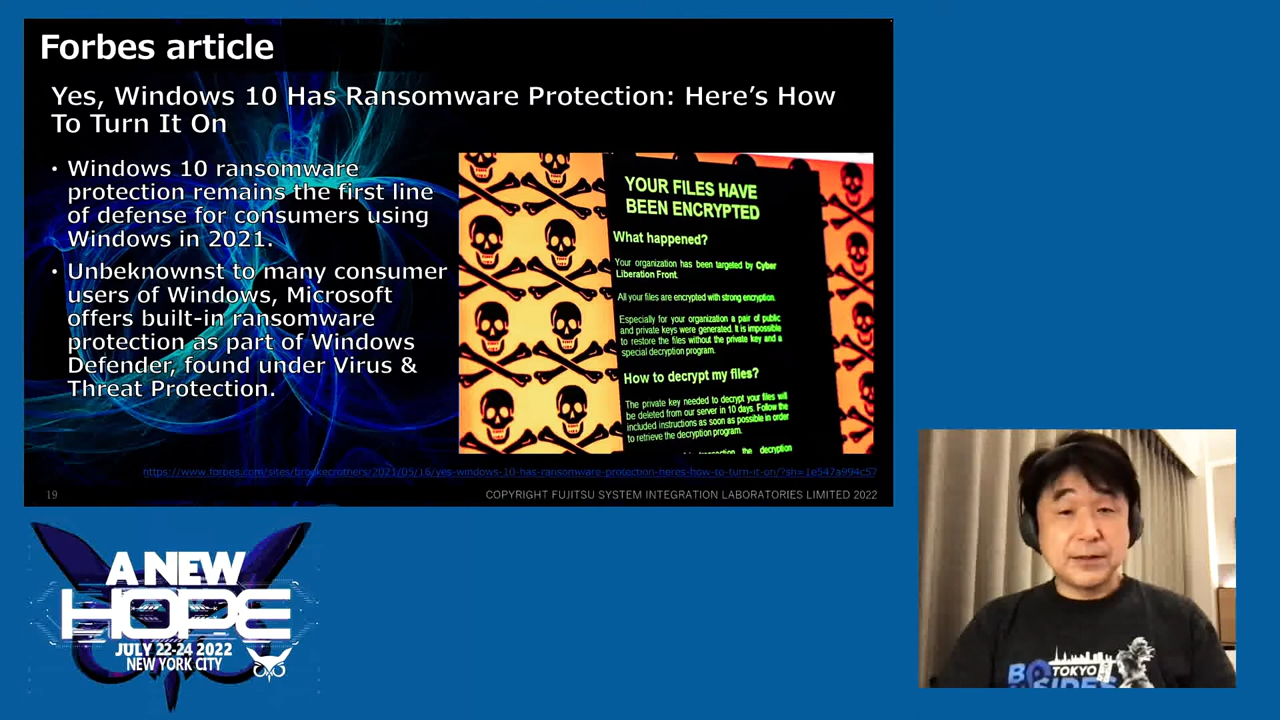 Forbes article
Yes, Windows 10 Has Ransomware Protection: Here's How
To Turn It On
• Windows 10 ransomware
protection remains the first line
of defense for consumers using
Windows in 2021.
• Unbeknownst to many consumer
users of Windows, Microsoft
offers built-in ransomware
protection as part of Windows
Defender, found under Virus &
Threat Protection.
YOUR FILES HAVE
BEEN ENCRYPTED
What happened?
Your organization has been targeted by Cyber
Liberation Front.
All your files are encrypted with strong encryption.
Especially for your organization a pair of public
and private keys were generated. It is impossible
to restore the files without the private key and a
special decryption program.
How to decrypt my files?
The private key needed to decrypt your files will
be deleted from our server in 10 days. Follow the
included instructions as soon as possible in order
to retrieve the decryption program.
the decryption
https://www.forbes.com/sites/brookecrothers/2021/05/16/yes-windows-10-has-ransomware-protection-heres-how-to-turn-it-on/?sh=1e547a994c57
19
COPYRIGHT FUJITSU SYSTEM INTEGRATION LABORATORIES LIMITED 2022
A NEW
HOPE
JULY 22-24 2022
NEW YORK CITY
TOKYO